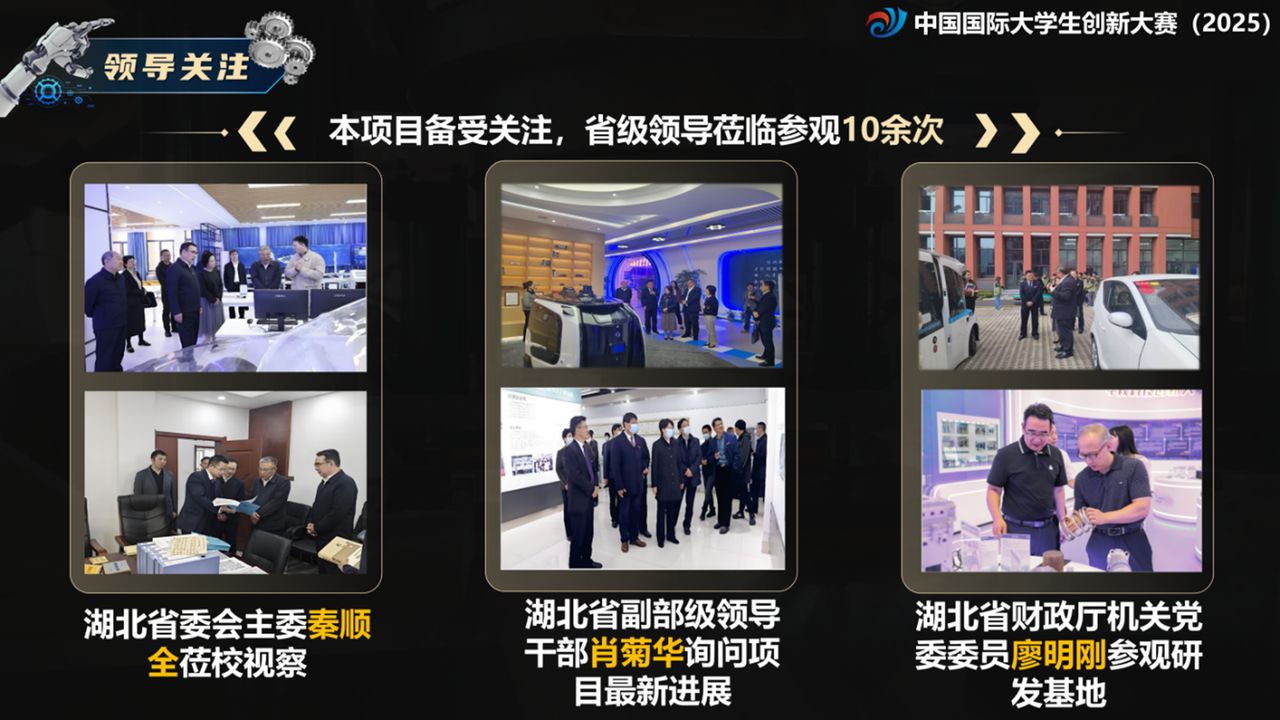 领导关注
中国国际大学生创新大赛（2025）
本项目备受关注，省级领导莅临参观10余次
湖北省委会主委秦顺
全莅校视察
湖北省副部级领导
干部肖菊华询问项
目最新进展
湖北省财政厅机关党
委委员廖明刚参观研
发基地